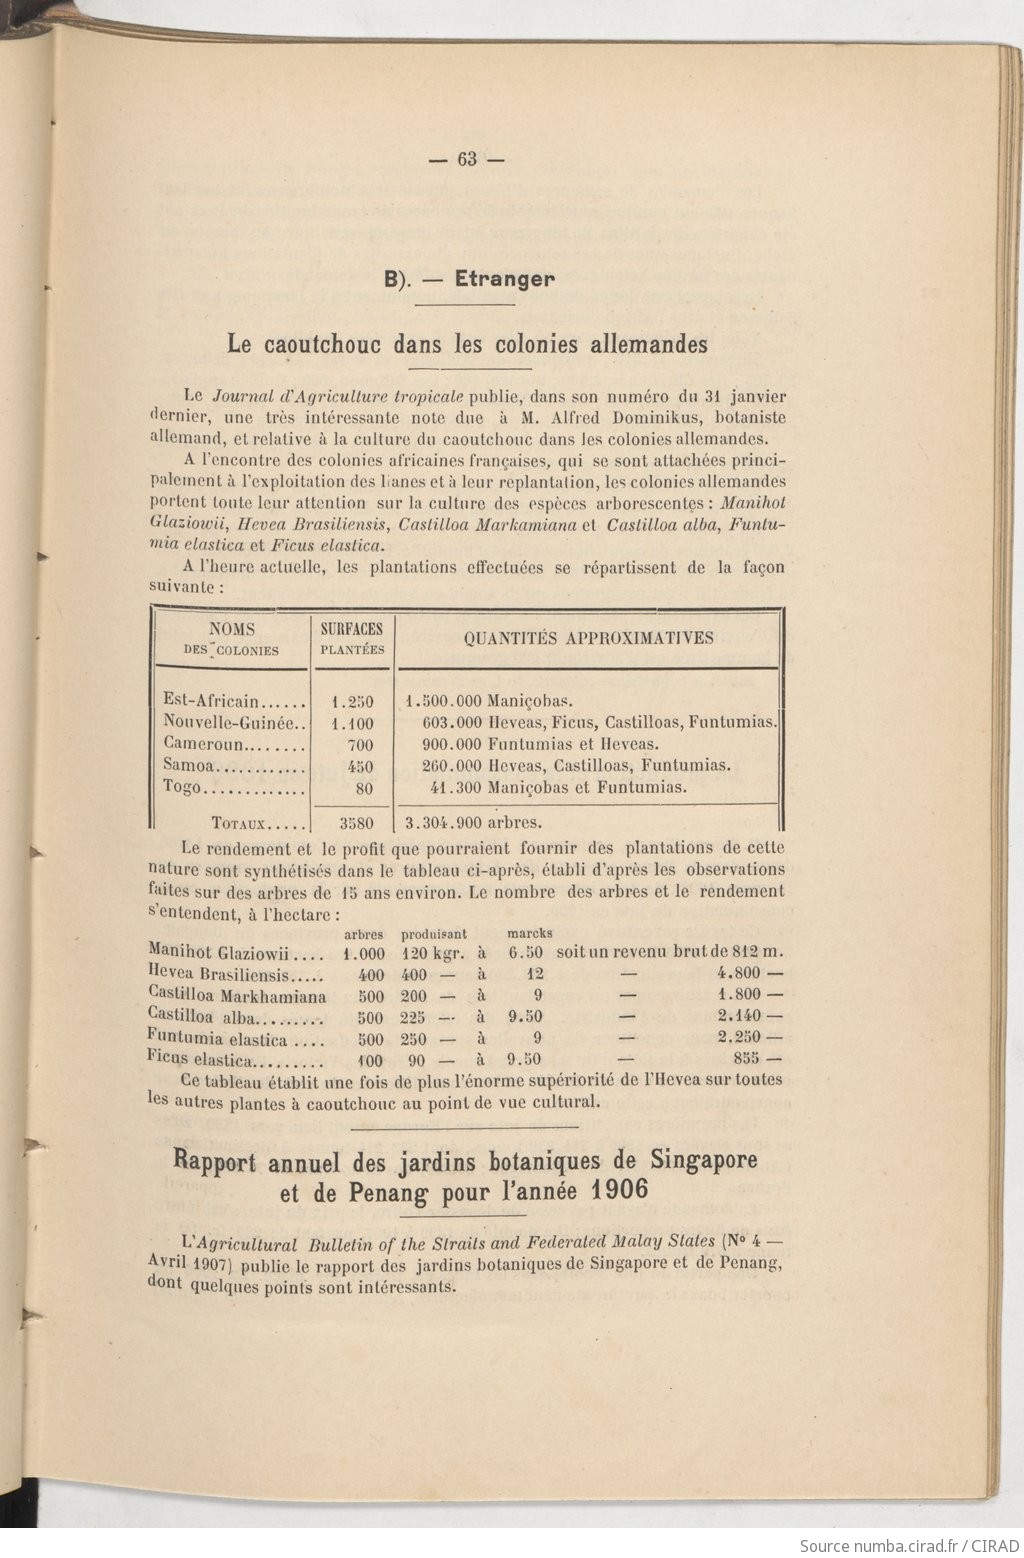 — 63 —
B). — Etranger
Le caoutchouc dans les colonies allemandes
Le Journal d'Agriculture tropicale publie, dans son numéro du 31 janvier
dernier, une très intéressante note due à M. Alfred Dominikus, botaniste
allemand, et relative à la culture du caoutchouc dans les colonies allemandes.
A l'encontre des colonies africaines françaises, qui se sont attachées princi-
palement à l'exploitation des lianes et à leur replantation, les colonies allemandes
portent toute leur attention sur la culture des espèces arborescentes : Manihot
Glaziowii, Hevea Brasiliensis, Castilloa Markamiana et Castilloa alba, Funtu-
mia elastica et Ficus elastica.
A l'heure actuelle, les plantations effectuées se répartissent de la façon
suivante :
NOMS DES COLONIES SURFACES PLANTÉES QUANTITÉS APPROXIMATIVES
Est-Africain...... 1.250 1.500.000 Maniçobas.
Nouvelle-Guinée.. 1.100 603.000 Heveas, Ficus, Castilloas, Funtumias.
Cameroun........ 700 900.000 Funtumias et Heveas.
Samoa............ 450 260.000 Heveas, Castilloas, Funtumias.
Togo............. 80 41.300 Maniçobas et Funtumias.
TOTAUX..... 3580 3.304.900 arbres.
Le rendement et le profit que pourraient fournir des plantations de cette
nature sont synthétisés dans le tableau ci-après, établi d'après les observations
faites sur des arbres de 15 ans environ. Le nombre des arbres et le rendement
s'entendent, à l'hectare :
arbres produisant marcks
Manihot Glaziowii .... 1.000 120 kgr. à 6.50 soit un revenu brut de 812 m.
Hevea Brasiliensis..... 400 400 — à 12 — 4.800 —
Castilloa Markhamiana 500 200 — à 9 — 1.800 —
Castilloa alba......... 500 225 — à 9.50 — 2.140 —
Funtumia elastica .... 500 250 — à 9 — 2.250 —
Ficus elastica......... 100 90 — à 9.50 — 855 —
Ce tableau établit une fois de plus l'énorme supériorité de l'Hevea sur toutes
les autres plantes à caoutchouc au point de vue cultural.
Rapport annuel des jardins botaniques de Singapore
et de Penang pour l'année 1906
L'Agricultural Bulletin of the Straits and Federated Malay States (N° 4 —
Avril 1907) publie le rapport des jardins botaniques de Singapore et de Penang,
dont quelques points sont intéressants.
Source numba.cirad.fr / CIRAD